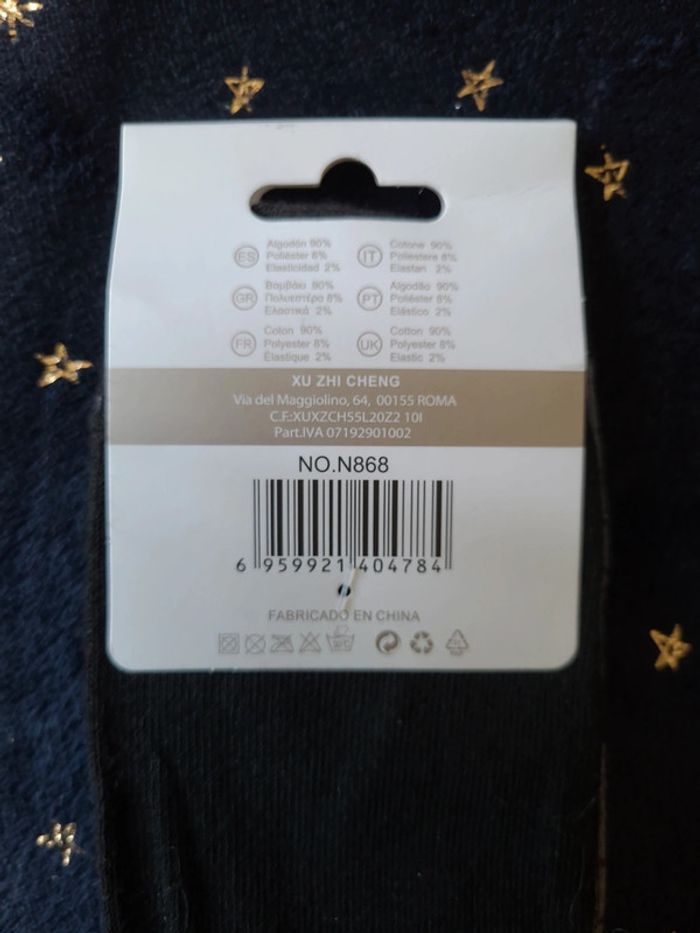 ES
Algodón 90%
Poliéster 8%
Elasticidad 2%
IT
Cotone 90%
Poliestere 8%
Elastan 2%
GR
Βαμβάκι 90%
Πολυεστέρα 8%
Ελαστικά 2%
PT
Algodão 90%
Poliéster 8%
Elástico 2%
FR
Coton 90%
Polyester 8%
Élastique 2%
UK
Cotton 90%
Polyester 8%
Elastic 2%
XU ZHI CHENG
Via del Maggiolino, 64, 00155 ROMA
C.F.:XUXZCH55L20Z2 10I
Part.IVA 07192901002
NO.N868
6 959921 404784
FABRICADO EN CHINA